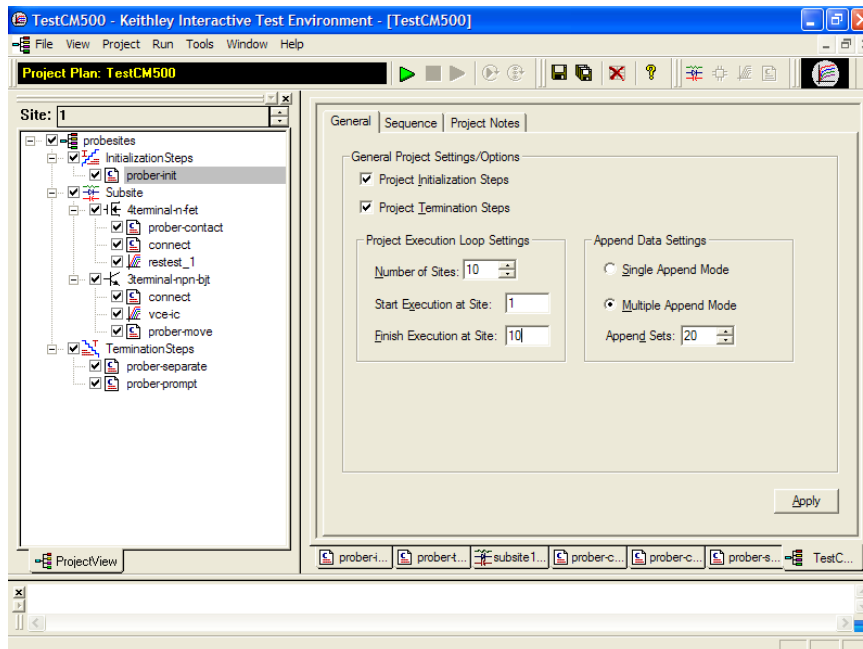 TestCM500 - Keithley Interactive Test Environment - [TestCM500]
File View Project Run Tools Window Help
Project Plan: TestCM500
Site: 1
probesites
InitializationSteps
prober-init
Subsite
4terminal-n-fet
prober-contact
connect
restest_1
3terminal-npn-bjt
connect
vce-ic
prober-move
TerminationSteps
prober-separate
prober-prompt
ProjectView
General Sequence Project Notes
General Project Settings/Options
Project Initialization Steps
Project Termination Steps
Project Execution Loop Settings
Number of Sites: 10
Start Execution at Site: 1
Finish Execution at Site: 10
Append Data Settings
Single Append Mode
Multiple Append Mode
Append Sets: 20
Apply
prober-i... prober-t... subsite1... prober-c... prober-c... prober-s... TestC...